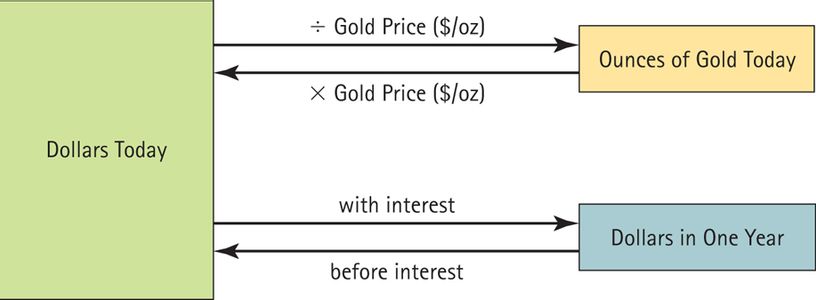 ÷ Gold Price ($/oz)
Ounces of Gold Today
× Gold Price ($/oz)
Dollars Today
with interest
Dollars in One Year
before interest